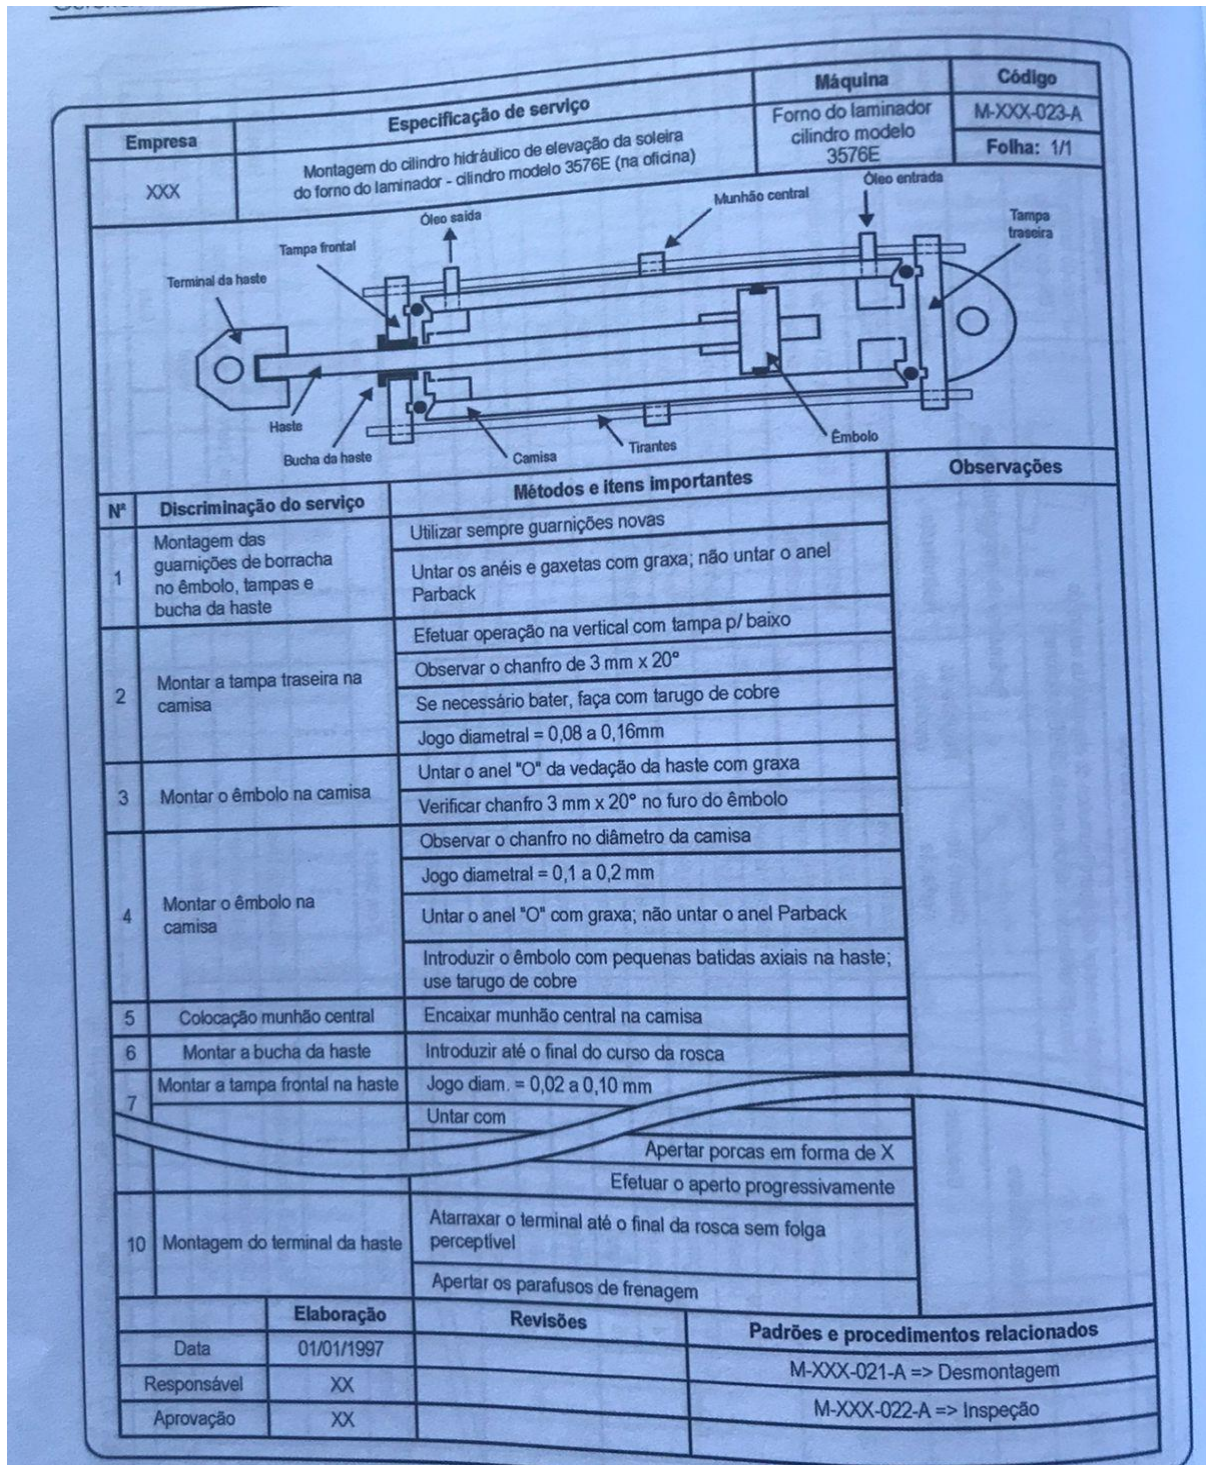 Empresa
XXX
Especificação de serviço
Montagem do cilindro hidráulico de elevação da soleira
do forno do laminador - cilindro modelo 3576E (na oficina)
Máquina
Forno do laminador
cilindro modelo
3576E
Código
M-XXX-023-A
Folha: 1/1
Óleo entrada
Munhão central
Óleo saída
Tampa
traseira
Tampa frontal
Terminal da haste
Haste
Bucha da haste
Camisa
Tirantes
Êmbolo
Nª
Discriminação do serviço
Métodos e itens importantes
Observações
1
Montagem das
guarnições de borracha
no êmbolo, tampas e
bucha da haste
Utilizar sempre guarnições novas
Untar os anéis e gaxetas com graxa; não untar o anel
Parback
2
Montar a tampa traseira na
camisa
Efetuar operação na vertical com tampa p/ baixo
Observar o chanfro de 3 mm x 20°
Se necessário bater, faça com tarugo de cobre
Jogo diametral = 0,08 a 0,16mm
3
Montar o êmbolo na camisa
Untar o anel "O" da vedação da haste com graxa
Verificar chanfro 3 mm x 20° no furo do êmbolo
4
Montar o êmbolo na
camisa
Observar o chanfro no diâmetro da camisa
Jogo diametral = 0,1 a 0,2 mm
Untar o anel "O" com graxa; não untar o anel Parback
Introduzir o êmbolo com pequenas batidas axiais na haste;
use tarugo de cobre
5
Colocação munhão central
Encaixar munhão central na camisa
6
Montar a bucha da haste
Introduzir até o final do curso da rosca
7
Montar a tampa frontal na haste
Jogo diam. = 0,02 a 0,10 mm
Untar com
Apertar porcas em forma de X
Efetuar o aperto progressivamente
10
Montagem do terminal da haste
Atarraxar o terminal até o final da rosca sem folga
perceptível
Apertar os parafusos de frenagem
Elaboração
Revisões
Padrões e procedimentos relacionados
Data
01/01/1997
M-XXX-021-A => Desmontagem
Responsável
XX
M-XXX-022-A => Inspeção
Aprovação
XX